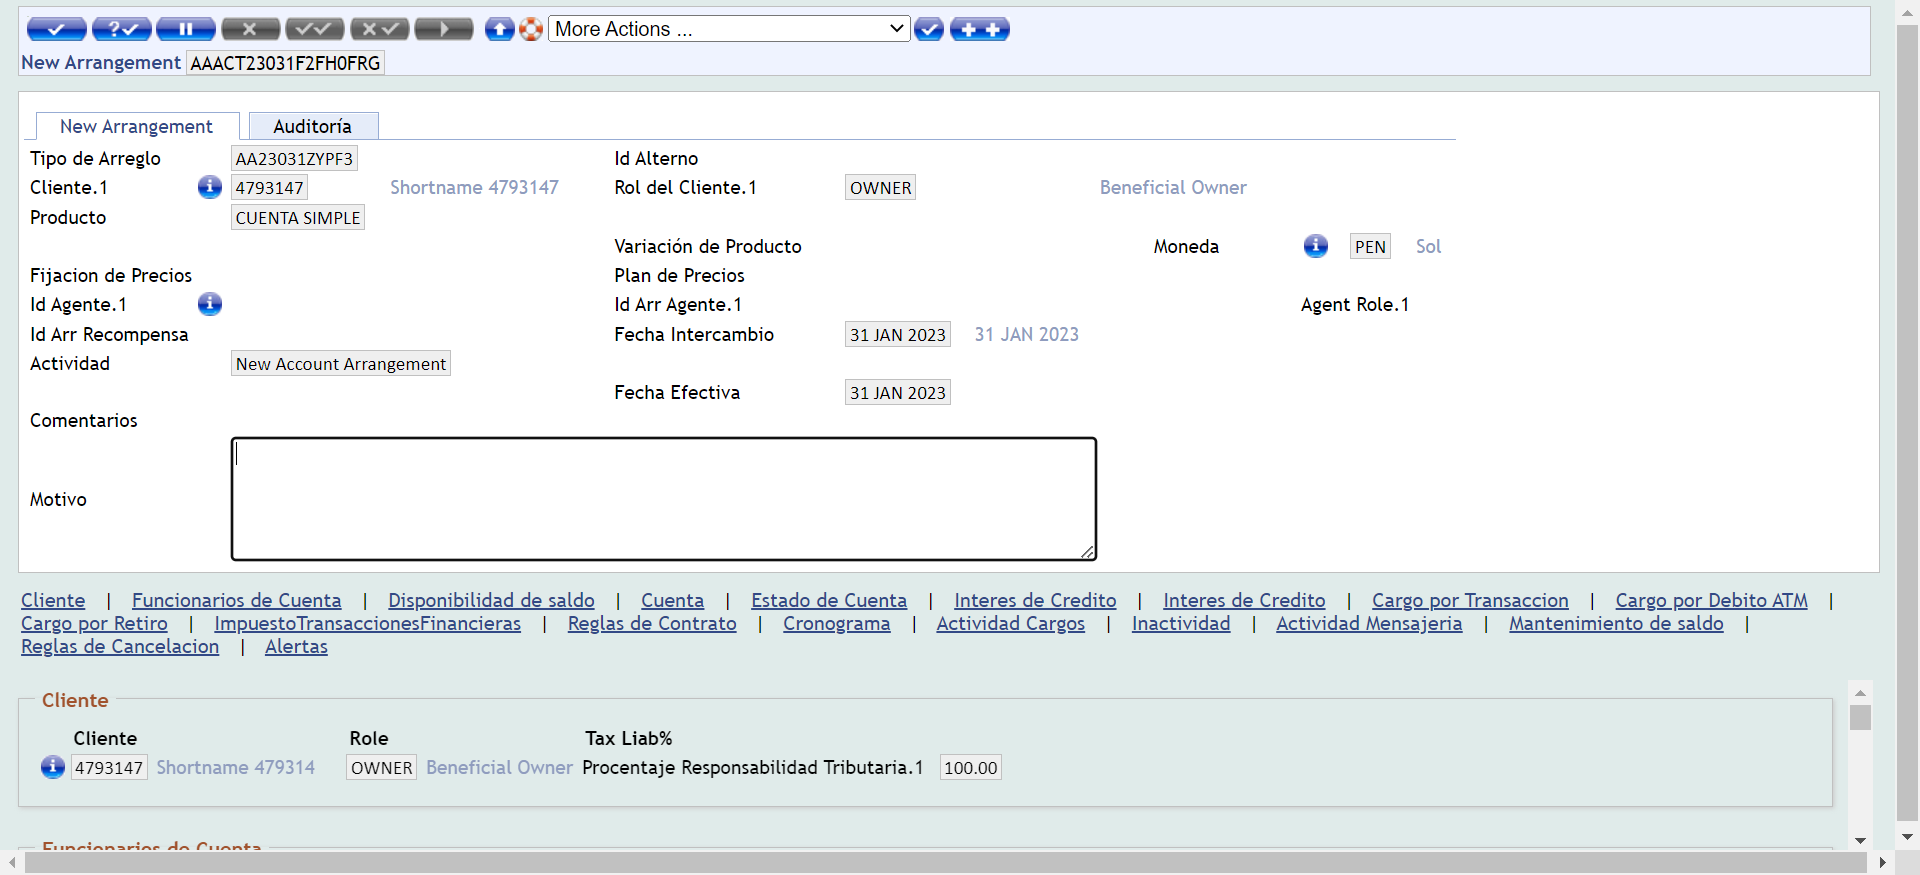 More Actions ...
New Arrangement AAACT23031F2FH0FRG
New Arrangement Auditoría
Tipo de Arreglo AA23031ZYPF3 Id Alterno
Cliente.1 4793147 Shortname 4793147 Rol del Cliente.1 OWNER Beneficial Owner
Producto CUENTA SIMPLE
Variación de Producto Moneda PEN Sol
Fijacion de Precios Plan de Precios
Id Agente.1 Id Arr Agente.1 Agent Role.1
Id Arr Recompensa Fecha Intercambio 31 JAN 2023 31 JAN 2023
Actividad New Account Arrangement
Fecha Efectiva 31 JAN 2023
Comentarios
Motivo
Cliente | Funcionarios de Cuenta | Disponibilidad de saldo | Cuenta | Estado de Cuenta | Interes de Credito | Interes de Credito | Cargo por Transaccion | Cargo por Debito ATM |
Cargo por Retiro | ImpuestoTransaccionesFinancieras | Reglas de Contrato | Cronograma | Actividad Cargos | Inactividad | Actividad Mensajeria | Mantenimiento de saldo |
Reglas de Cancelacion | Alertas
Cliente
Cliente Role Tax Liab%
4793147 Shortname 479314 OWNER Beneficial Owner Procentaje Responsabilidad Tributaria.1 100.00
Funcionarios de Cuenta